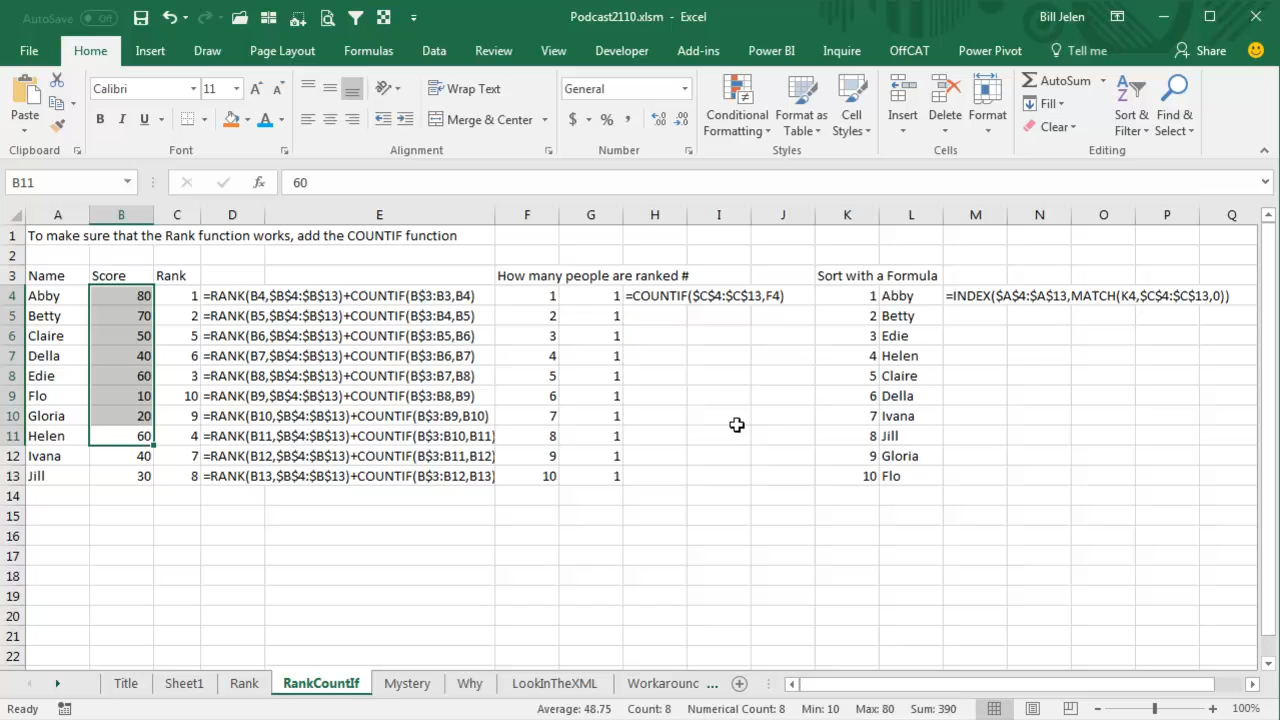 AutoSave Off Podcast2110.xlsm - Excel Bill Jelen
File Home Insert Draw Page Layout Formulas Data Review View Developer Add-ins Power BI Inquire OffCAT Power Pivot Tell me Share
Paste Calibri 11 Wrap Text General Conditional Formatting Format as Table Cell Styles Insert Delete Format AutoSum Fill Clear Sort & Filter Find & Select
B I U A Merge & Center $ % ,
Clipboard Font Alignment Number Styles Cells Editing
B11 fx 60
A B C D E F G H I J K L M N O P Q
1 To make sure that the Rank function works, add the COUNTIF function
2
3 Name Score Rank How many people are ranked # Sort with a Formula
4 Abby 80 1 =RANK(B4,$B$4:$B$13)+COUNTIF(B$3:B3,B4) 1 1 =COUNTIF($C$4:$C$13,F4) 1 Abby =INDEX($A$4:$A$13,MATCH(K4,$C$4:$C$13,0))
5 Betty 70 2 =RANK(B5,$B$4:$B$13)+COUNTIF(B$3:B4,B5) 2 1 2 Betty
6 Claire 50 5 =RANK(B6,$B$4:$B$13)+COUNTIF(B$3:B5,B6) 3 1 3 Edie
7 Della 40 6 =RANK(B7,$B$4:$B$13)+COUNTIF(B$3:B6,B7) 4 1 4 Helen
8 Edie 60 3 =RANK(B8,$B$4:$B$13)+COUNTIF(B$3:B7,B8) 5 1 5 Claire
9 Flo 10 10 =RANK(B9,$B$4:$B$13)+COUNTIF(B$3:B8,B9) 6 1 6 Della
10 Gloria 20 9 =RANK(B10,$B$4:$B$13)+COUNTIF(B$3:B9,B10) 7 1 7 Ivana
11 Helen 60 4 =RANK(B11,$B$4:$B$13)+COUNTIF(B$3:B10,B11) 8 1 8 Jill
12 Ivana 40 7 =RANK(B12,$B$4:$B$13)+COUNTIF(B$3:B11,B12) 9 1 9 Gloria
13 Jill 30 8 =RANK(B13,$B$4:$B$13)+COUNTIF(B$3:B12,B13) 10 1 10 Flo
14
15
16
17
18
19
20
21
22
Title Sheet1 Rank RankCountIf Mystery Why LookInTheXML Workarounc ...
Ready Average: 48.75 Count: 8 Numerical Count: 8 Min: 10 Max: 80 Sum: 390 100%